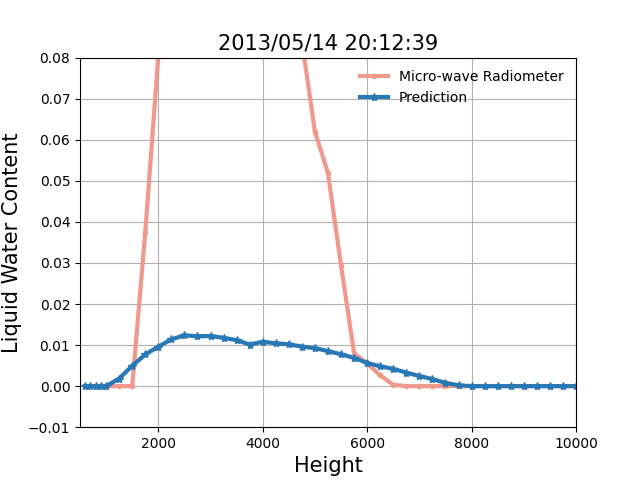 2013/05/14 20:12:39
Micro-wave Radiometer
Prediction
Liquid Water Content
0.08
0.07
0.06
0.05
0.04
0.03
0.02
0.01
0.00
−0.01
2000 4000 6000 8000 10000
Height